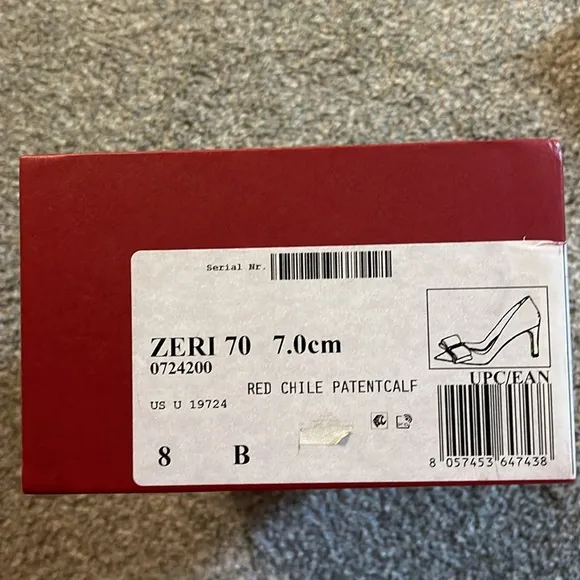 Serial Nr.
ZERI 70 7.0cm
0724200
RED CHILE PATENTCALF
UPC/EAN
US U 19724
8 B
8 057453 647438